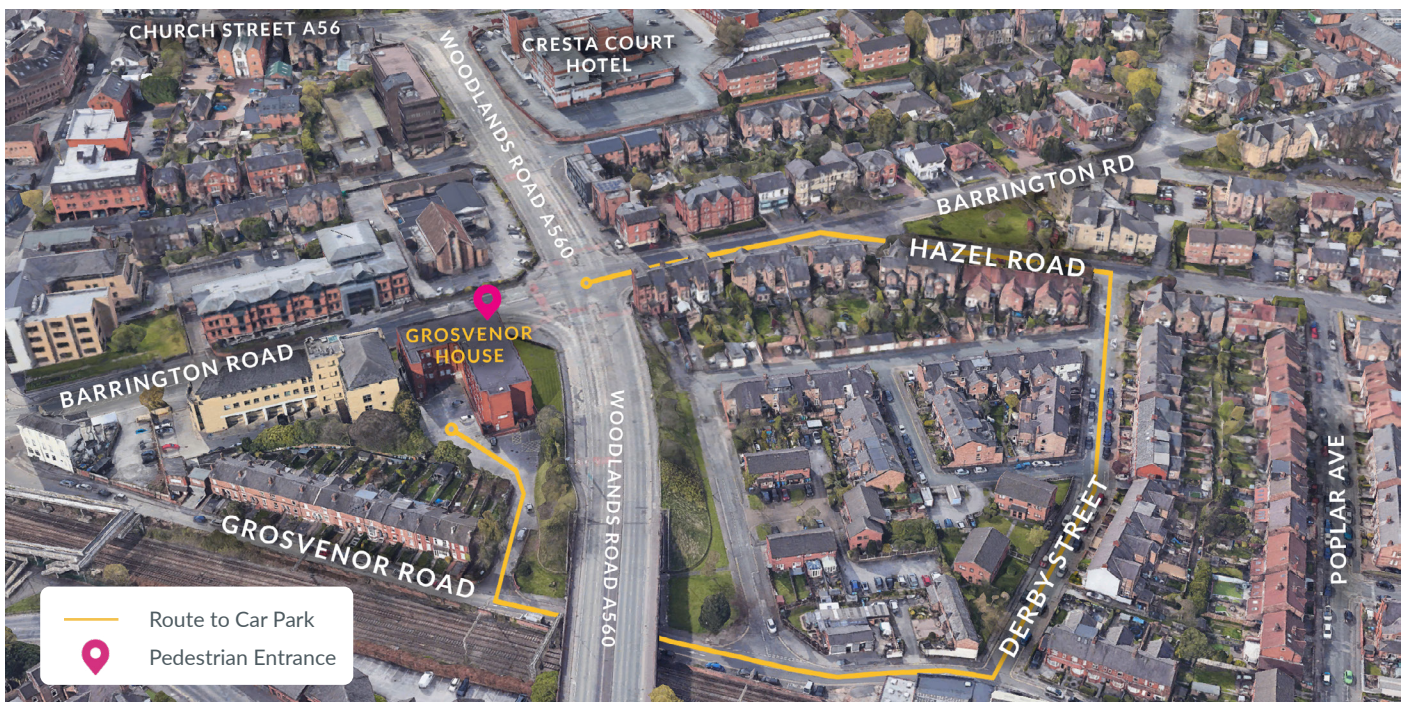 CHURCH STREET A56
WOODLANDS ROAD A560
CRESTA COURT
HOTEL
BARRINGTON RD
HAZEL ROAD
GROSVENOR
HOUSE
BARRINGTON ROAD
WOODLANDS ROAD A560
GROSVENOR ROAD
DERBY STREET
POPLAR AVE
Route to Car Park
Pedestrian Entrance